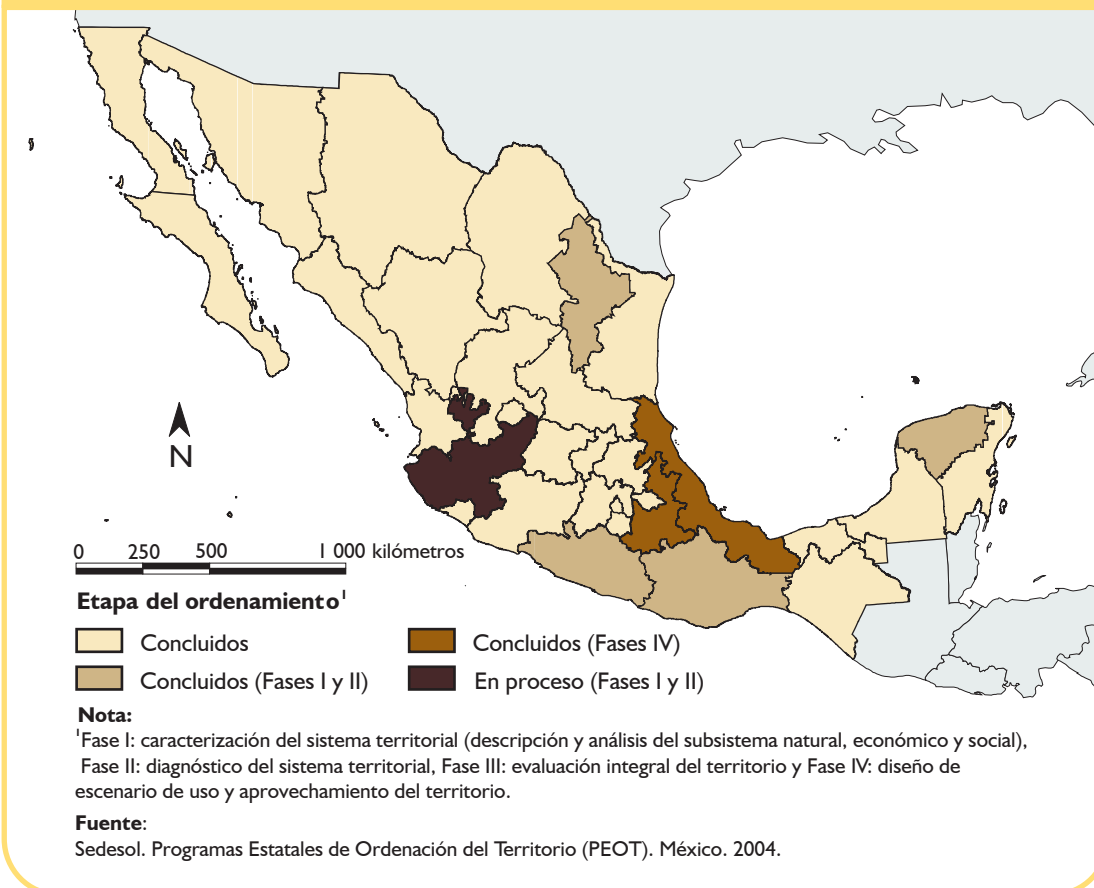 N
0 250 500 1 000 kilómetros
Etapa del ordenamiento¹
Concluidos
Concluidos (Fases IV)
Concluidos (Fases I y II)
En proceso (Fases I y II)
Nota:
¹Fase I: caracterización del sistema territorial (descripción y análisis del subsistema natural, económico y social),
Fase II: diagnóstico del sistema territorial, Fase III: evaluación integral del territorio y Fase IV: diseño de
escenario de uso y aprovechamiento del territorio.
Fuente:
Sedesol. Programas Estatales de Ordenación del Territorio (PEOT). México. 2004.